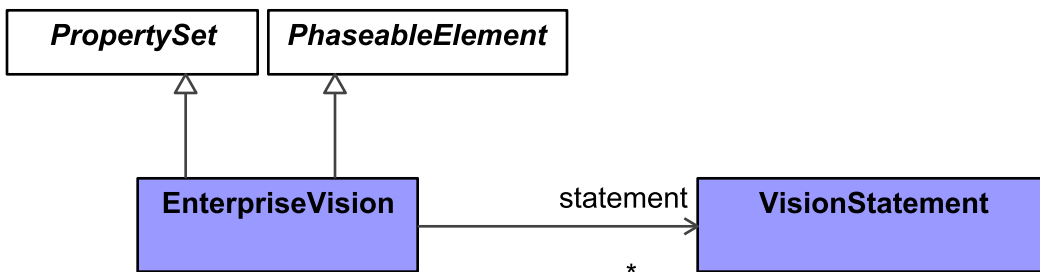 PropertySet
PhaseableElement
EnterpriseVision
statement
VisionStatement
*